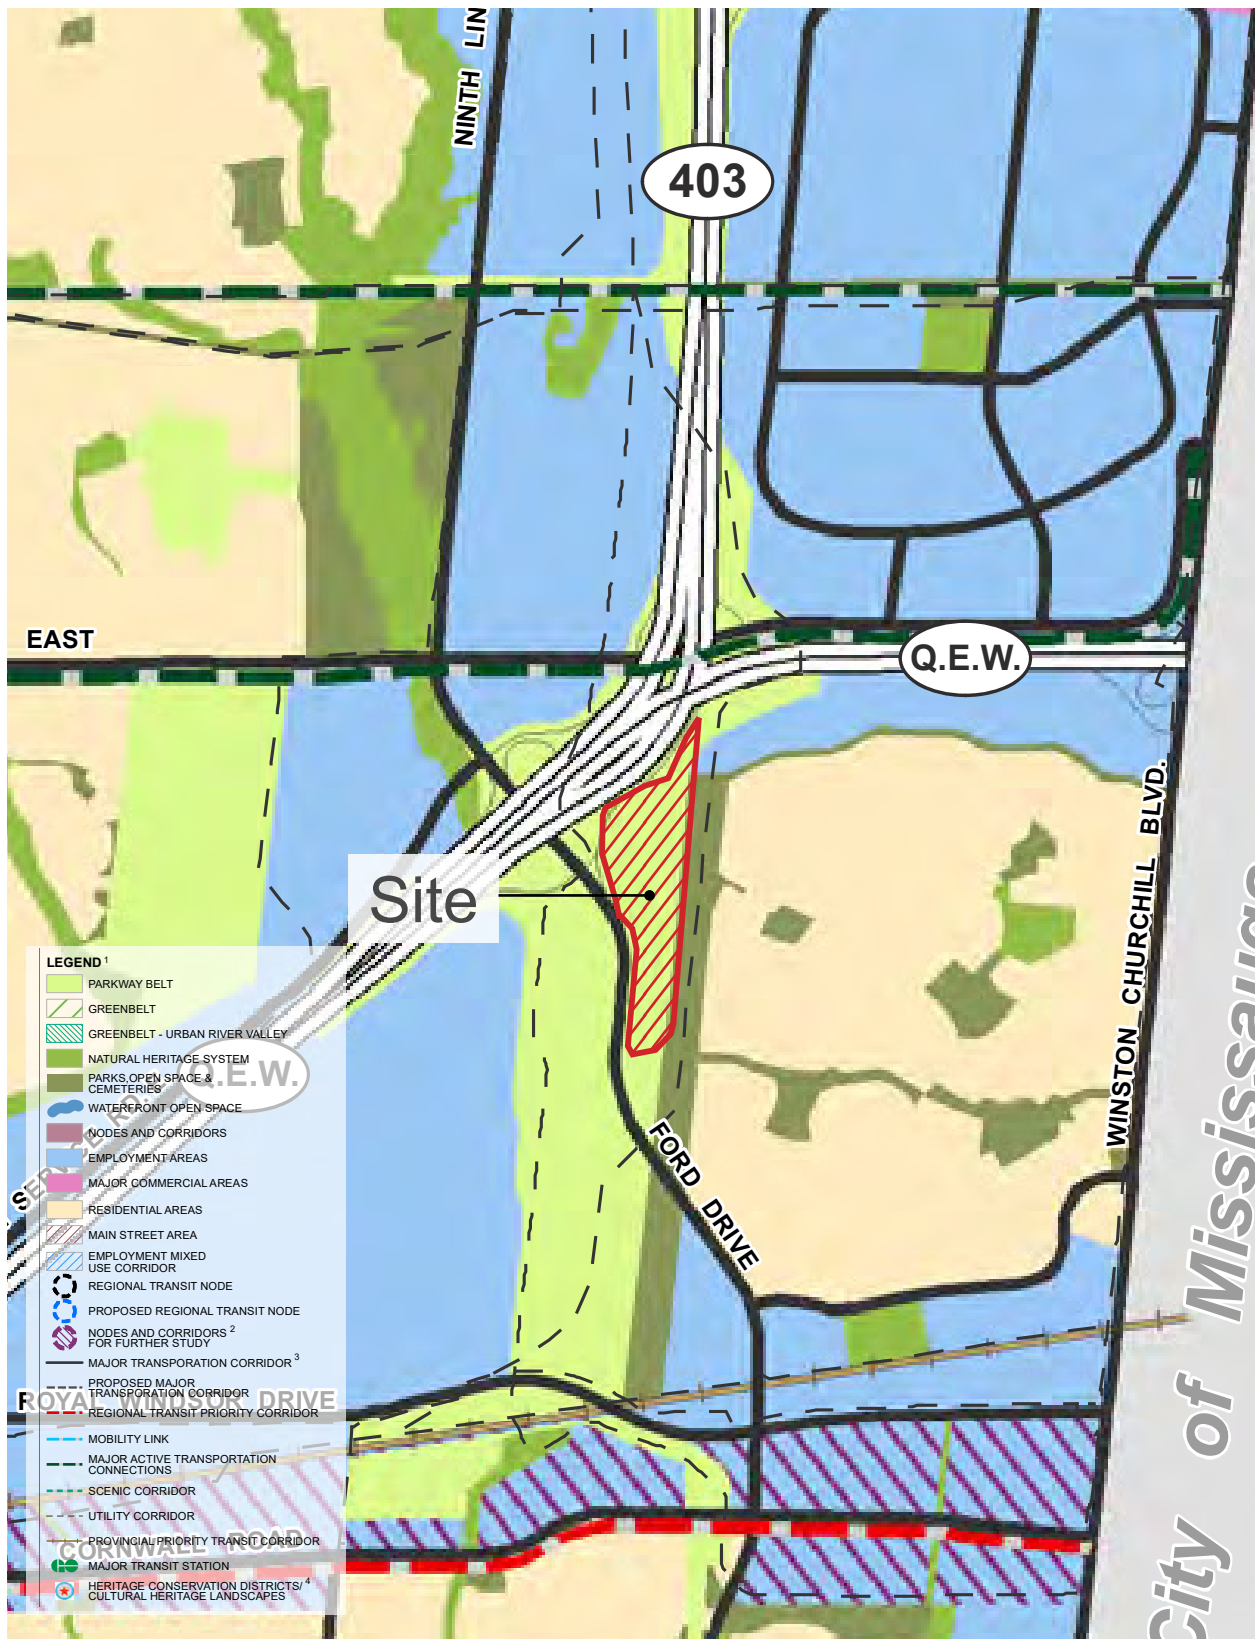 NINTH LIN
403
EAST
Q.E.W.
WINSTON CHURCHILL BLVD.
Site
LEGEND 1
PARKWAY BELT
GREENBELT
GREENBELT - URBAN RIVER VALLEY
NATURAL HERITAGE SYSTEM
Q.E.W.
PARKS,OPEN SPACE &
CEMETERIES
WATERFRONT OPEN SPACE
NODES AND CORRIDORS
EMPLOYMENT AREAS
MAJOR COMMERCIAL AREAS
RESIDENTIAL AREAS
MAIN STREET AREA
EMPLOYMENT MIXED
USE CORRIDOR
REGIONAL TRANSIT NODE
PROPOSED REGIONAL TRANSIT NODE
NODES AND CORRIDORS 2
FOR FURTHER STUDY
MAJOR TRANSPORATION CORRIDOR 3
PROPOSED MAJOR
TRANSPORATION CORRIDOR
REGIONAL TRANSIT PRIORITY CORRIDOR
MOBILITY LINK
MAJOR ACTIVE TRANSPORTATION
CONNECTIONS
SCENIC CORRIDOR
UTILITY CORRIDOR
PROVINCIAL PRIORITY TRANSIT CORRIDOR
MAJOR TRANSIT STATION
HERITAGE CONSERVATION DISTRICTS/ 4
CULTURAL HERITAGE LANDSCAPES
FORD DRIVE
ROYAL WINDSOR DRIVE
CORNWALL ROAD
City of Mississauga